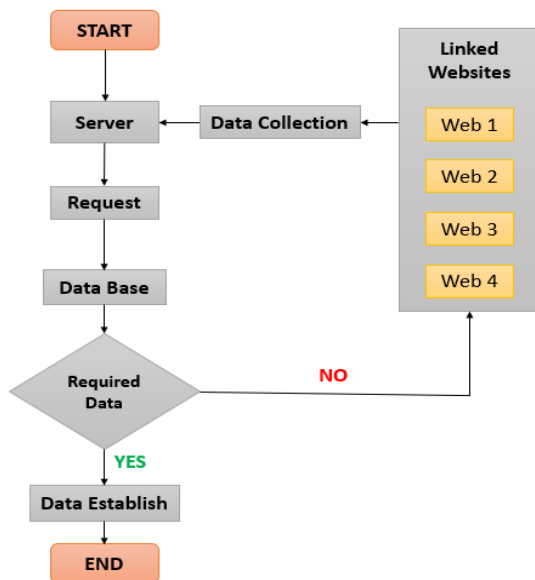 START
Linked
Websites
Server
Data Collection
Web 1
Web 2
Request
Web 3
Data Base
Web 4
Required
Data
NO
YES
Data Establish
END